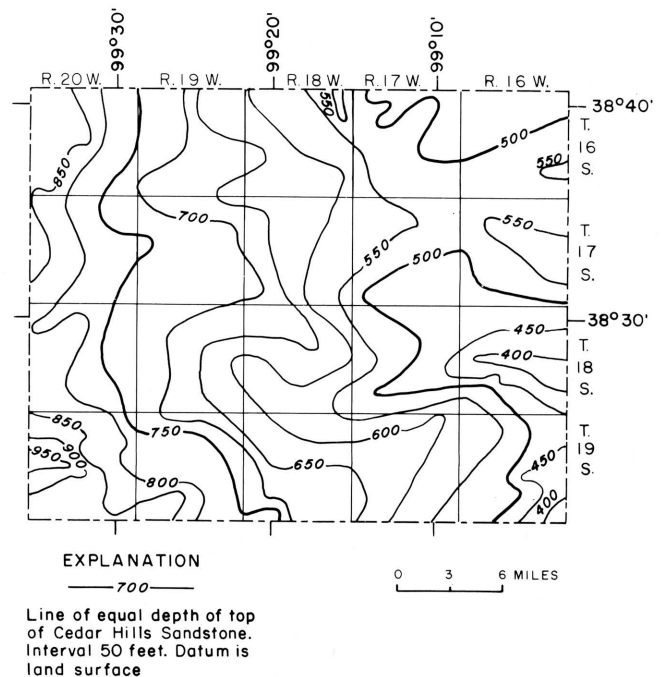 99°30'
99°20'
99°10'
R. 20 W. R. 19 W. R. 18 W. R. 17 W. R. 16 W.
38°40'
T.
16
S.
550
500
550
850
700
550
550
500
T.
17
S.
38°30'
450
400
T.
18
S.
850
900
950
750
800
650
600
T.
19
S.
450
400
EXPLANATION
700
Line of equal depth of top
of Cedar Hills Sandstone.
Interval 50 feet. Datum is
land surface
0 3 6 MILES